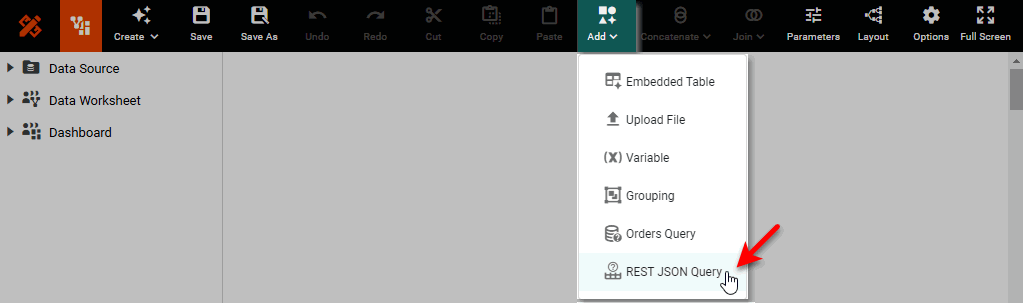 Create Save Save As Undo Redo Cut Copy Paste Add Concatenate Join Parameters Layout Options Full Screen
Data Source
Data Worksheet
Dashboard
Embedded Table
Upload File
(X) Variable
Grouping
Orders Query
REST JSON Query